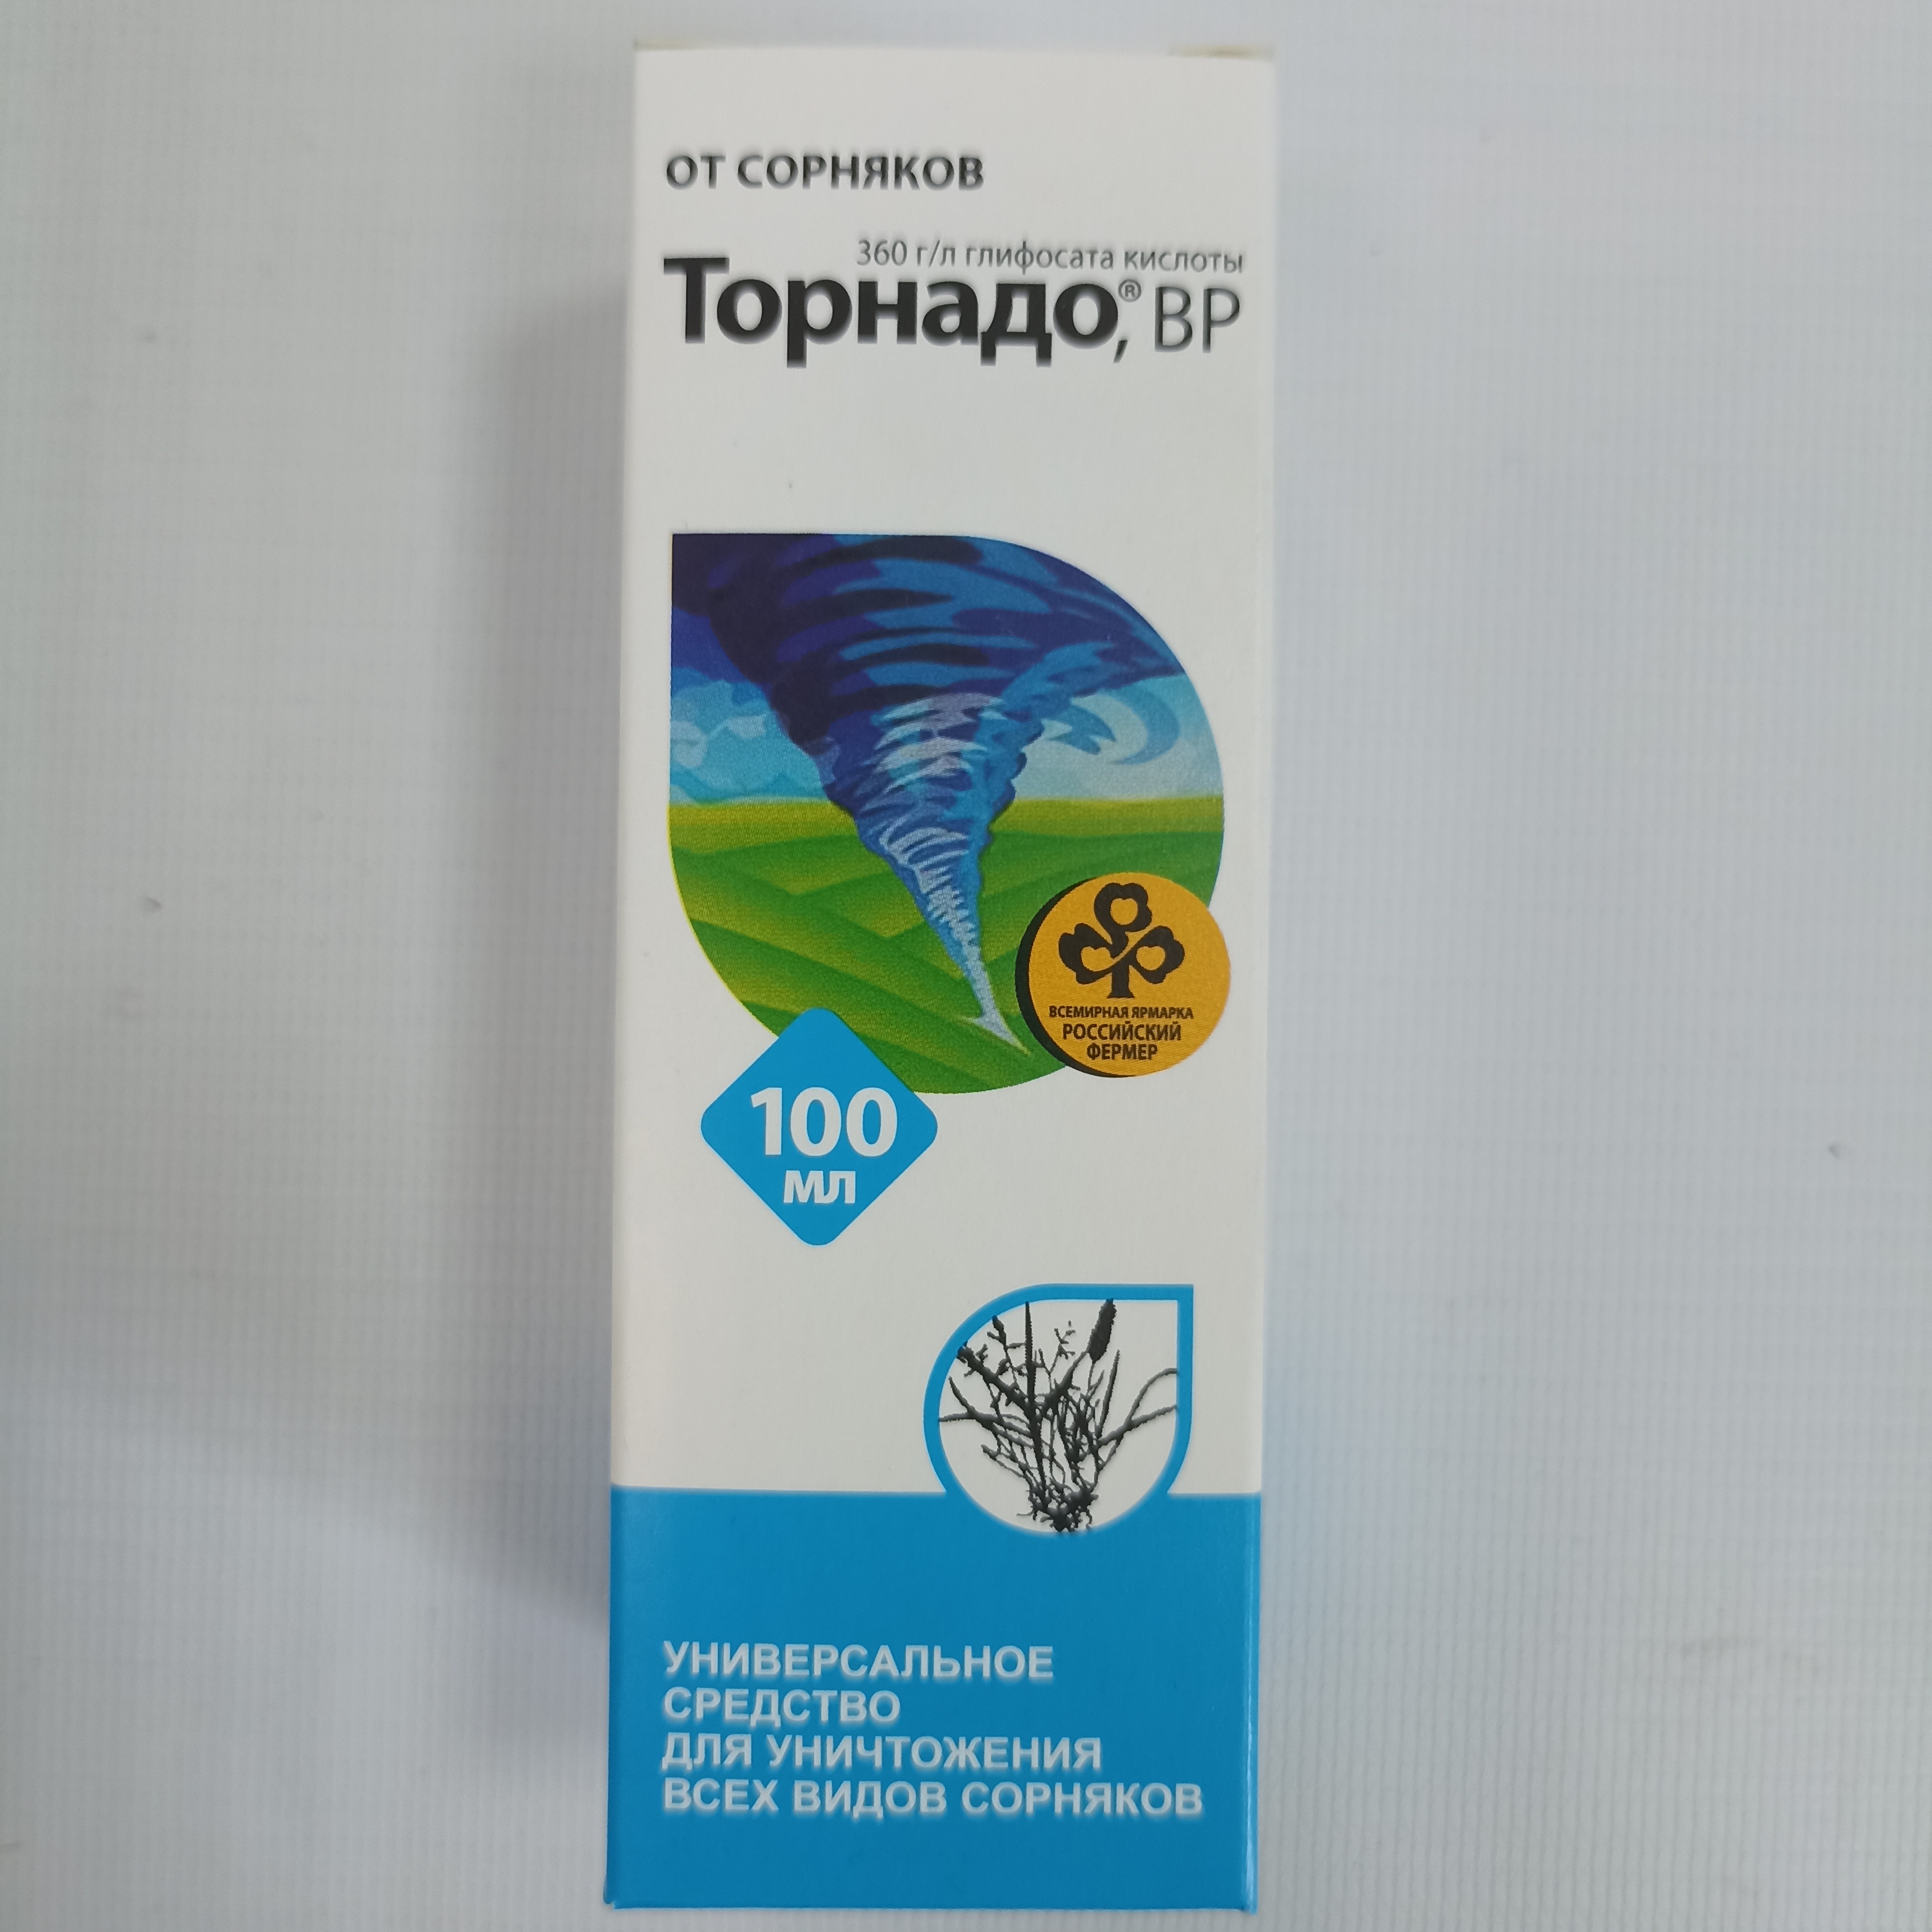 ОТ СОРНЯКОВ
360 г/л глифосата кислоты
Торнадо®, ВР
ВСЕМИРНАЯ ЯРМАРКА
РОССИЙСКИЙ
ФЕРМЕР
100
мл
УНИВЕРСАЛЬНОЕ
СРЕДСТВО
ДЛЯ УНИЧТОЖЕНИЯ
ВСЕХ ВИДОВ СОРНЯКОВ